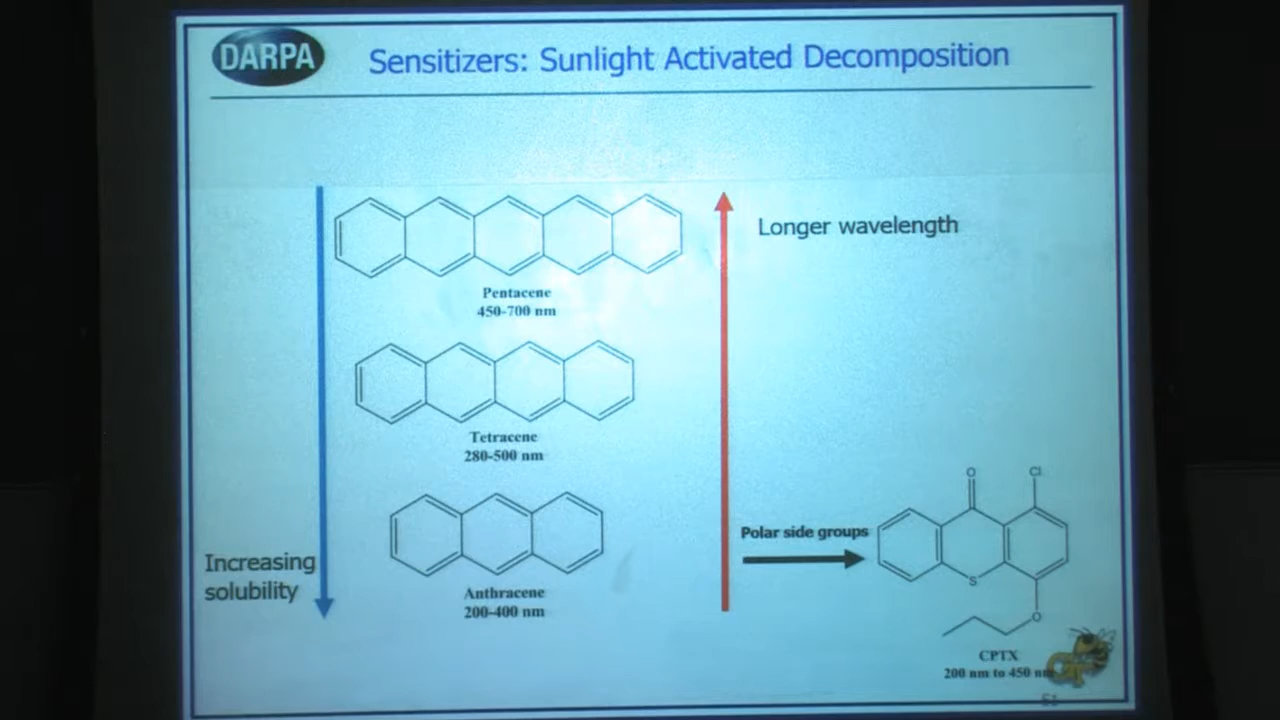 DARPA
Sensitizers: Sunlight Activated Decomposition
Longer wavelength
Pentacene
450-700 nm
Tetracene
280-500 nm
O
Cl
Polar side groups
Increasing
solubility
S
Anthracene
200-400 nm
O
CPTX
200 nm to 450 nm
51